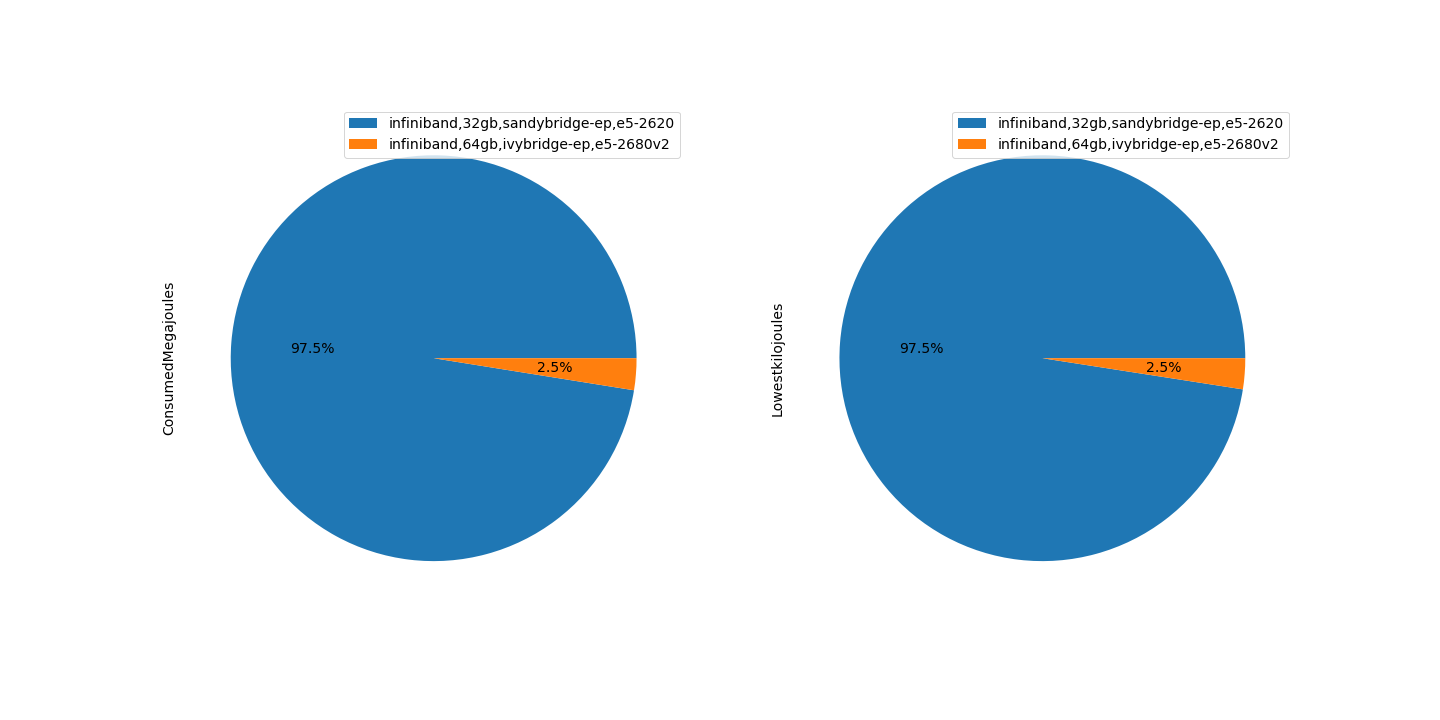 infiniband,32gb,sandybridge-ep,e5-2620
infiniband,64gb,ivybridge-ep,e5-2680v2
ConsumedMegajoules
97.5%
2.5%
infiniband,32gb,sandybridge-ep,e5-2620
infiniband,64gb,ivybridge-ep,e5-2680v2
Lowestkilojoules
97.5%
2.5%